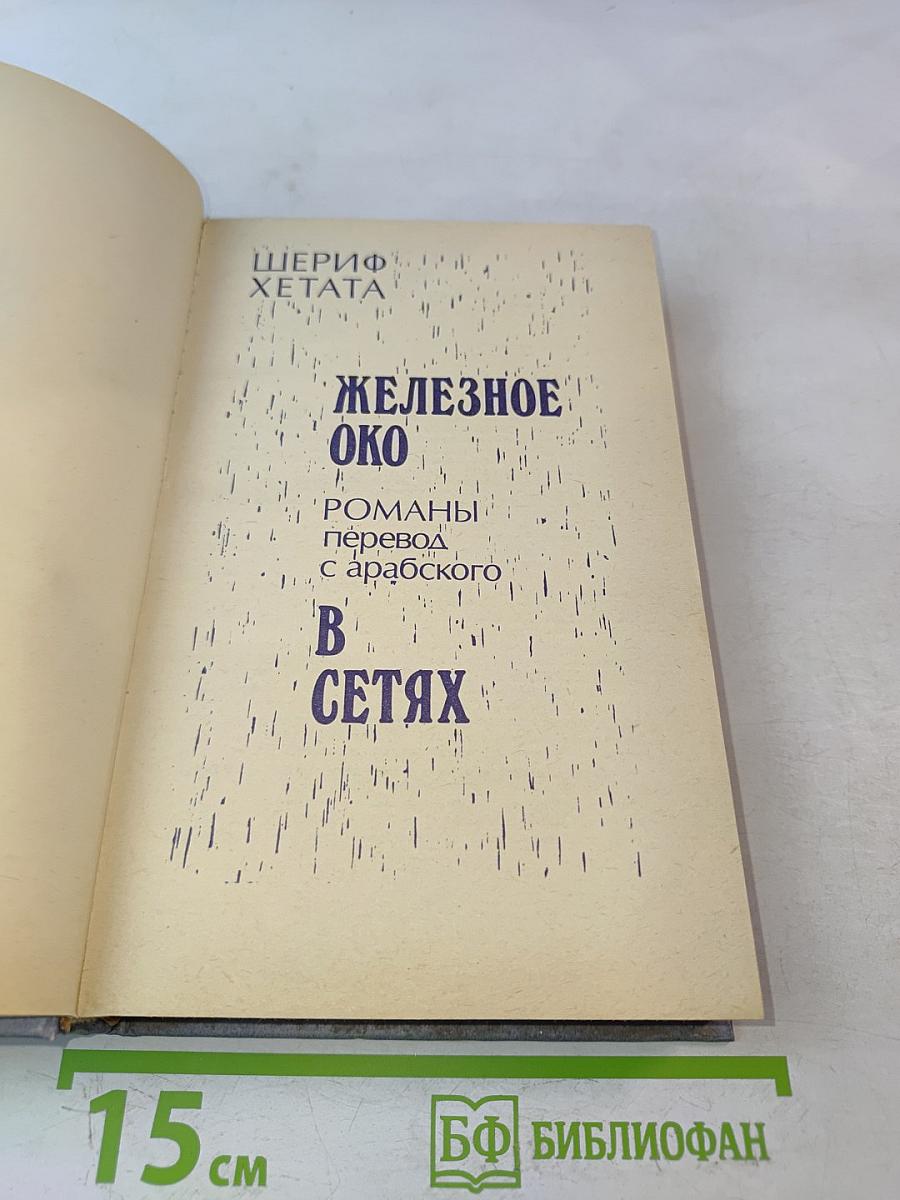 ШЕРИФ
ХЕТАТА
ЖЕЛЕЗНОЕ
ОКО
РОМАНЫ
перевод
с арабского
В
СЕТЯХ
15 см
БФ БИБЛИОФАН